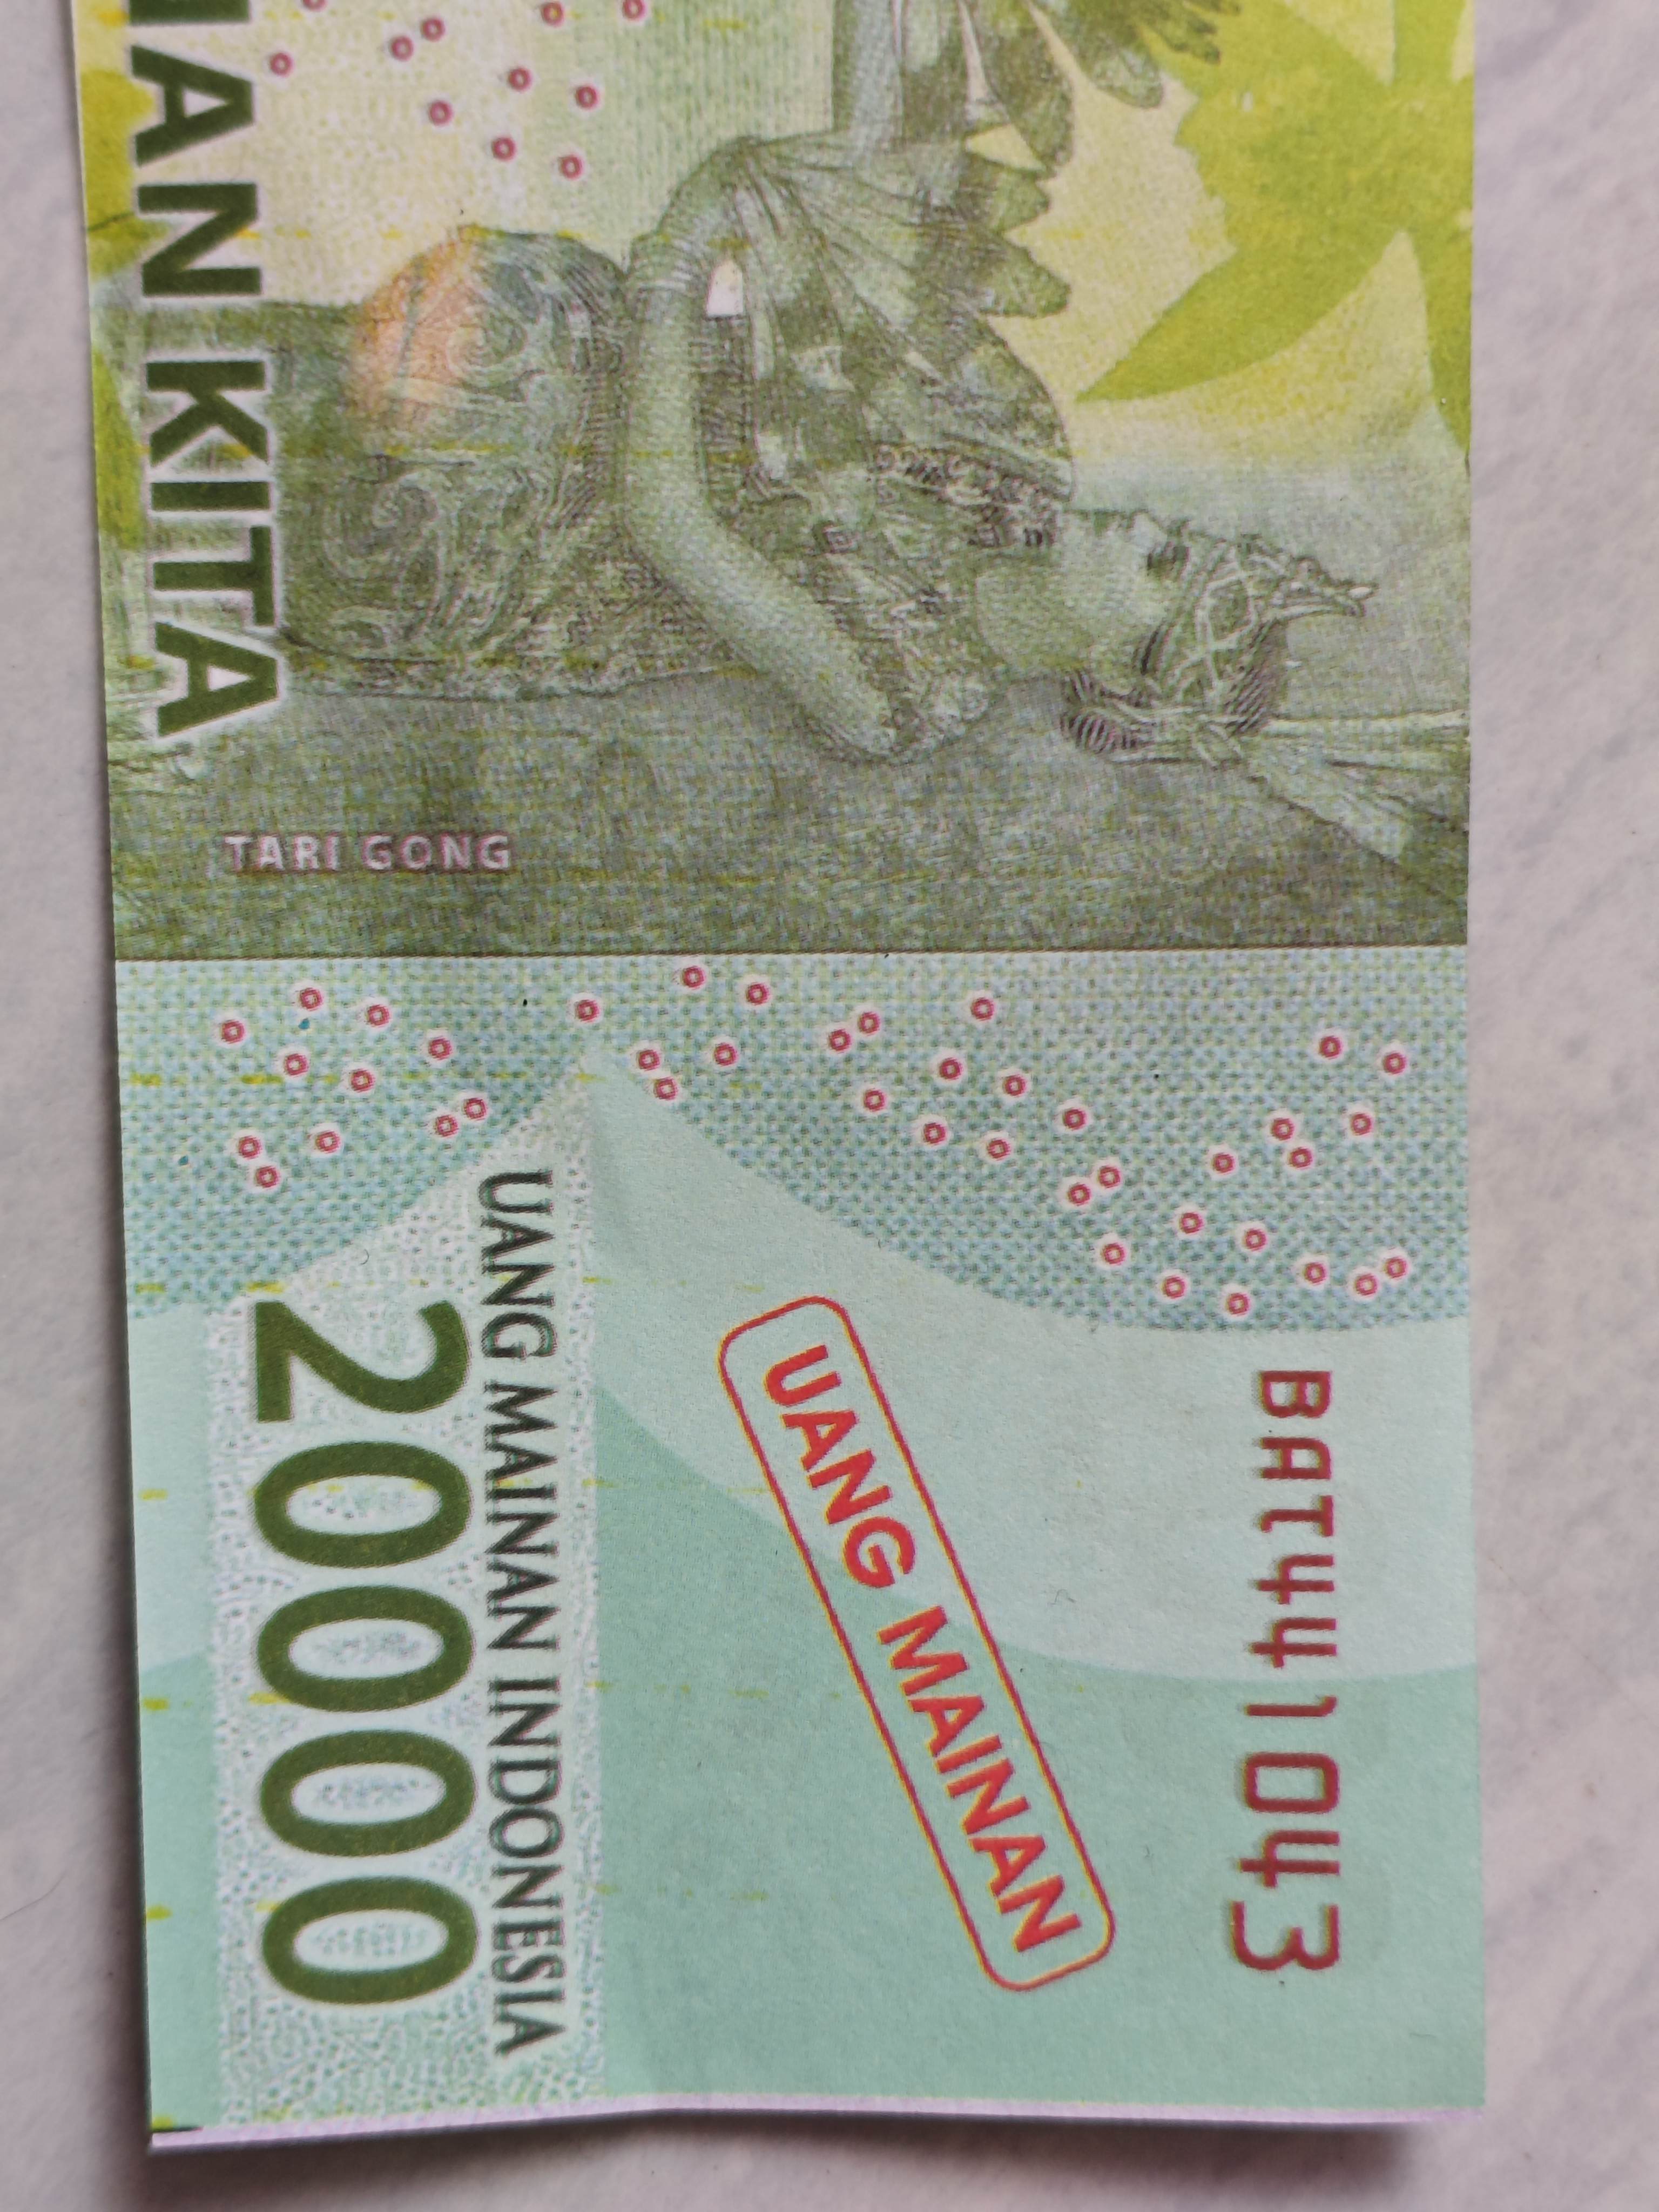 AN KITA
TARI GONG
BAT441043
UANG MAINAN
UANG MAINAN INDONESIA
20000